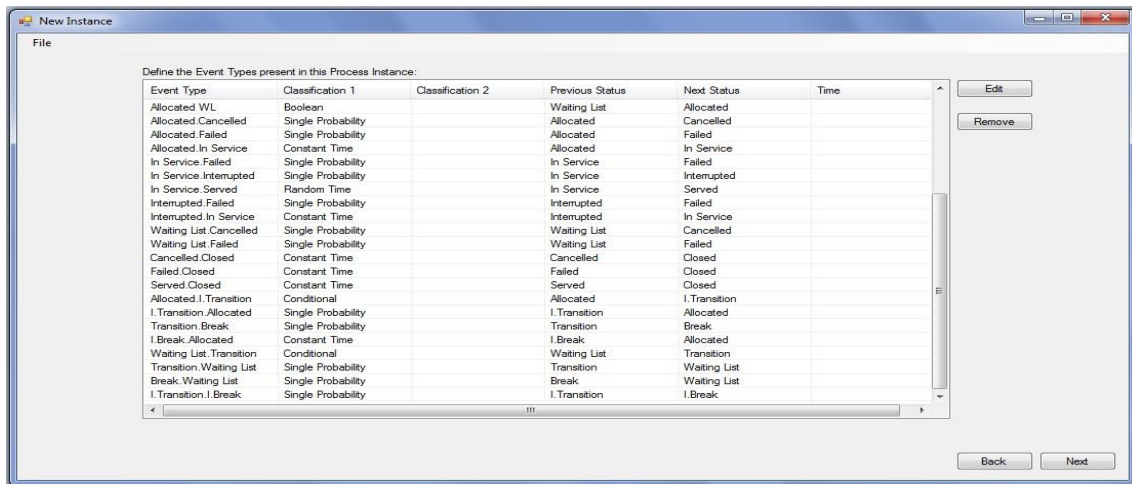 New Instance
File
Define the Event Types present in this Process Instance:
Event Type Classification 1 Classification 2 Previous Status Next Status Time
Allocated WL Boolean Waiting List Allocated
Allocated.Cancelled Single Probability Allocated Cancelled
Allocated.Failed Single Probability Allocated Failed
Allocated.In Service Constant Time Allocated In Service
In Service.Failed Single Probability In Service Failed
In Service.Interrupted Single Probability In Service Interrupted
In Service.Served Random Time In Service Served
Interrupted.Failed Single Probability Interrupted Failed
Interrupted.In Service Constant Time Interrupted In Service
Waiting List.Cancelled Single Probability Waiting List Cancelled
Waiting List.Failed Single Probability Waiting List Failed
Cancelled.Closed Constant Time Cancelled Closed
Failed.Closed Constant Time Failed Closed
Served.Closed Constant Time Served Closed
Allocated.I.Transition Conditional Allocated I.Transition
I.Transition.Allocated Single Probability I.Transition Allocated
Transition.Break Single Probability Transition Break
I.Break.Allocated Constant Time I.Break Allocated
Waiting List.Transition Conditional Waiting List Transition
Transition.Waiting List Single Probability Transition Waiting List
Break.Waiting List Single Probability Break Waiting List
I.Transition.I.Break Single Probability I.Transition I.Break
Edit
Remove
Back Next